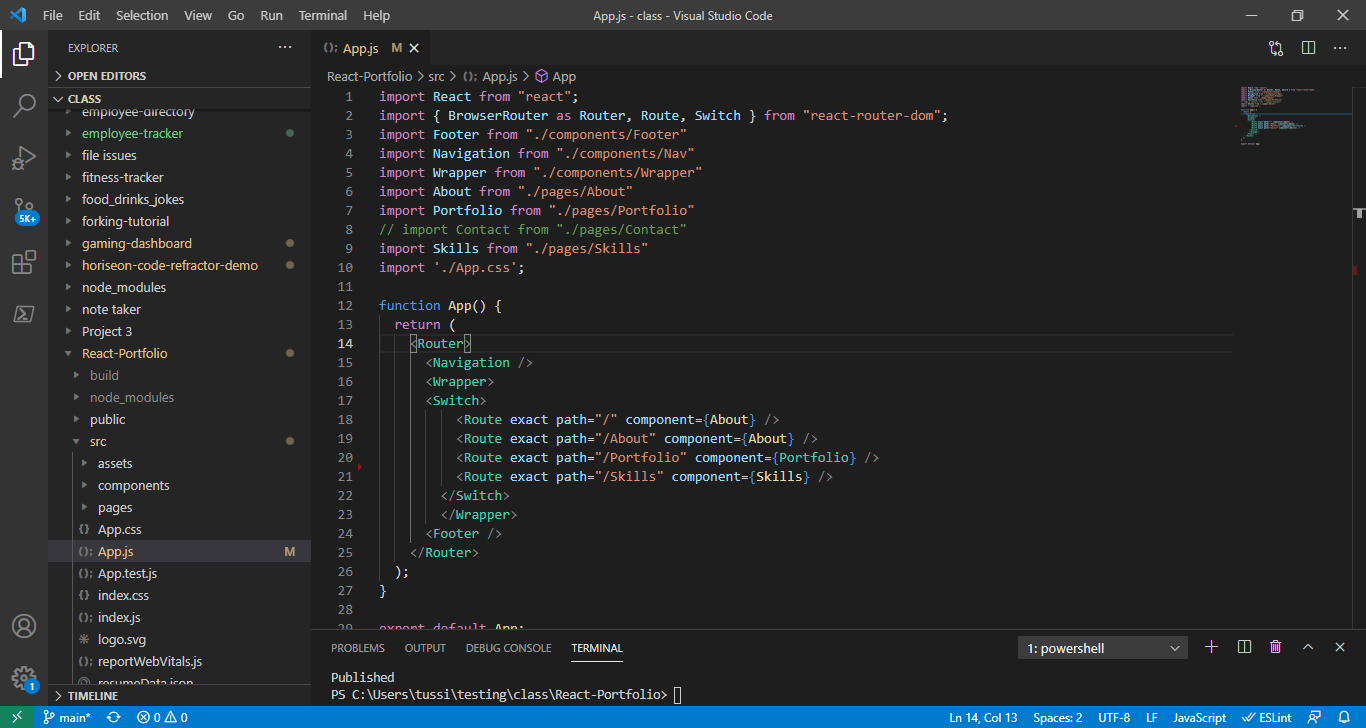 File Edit Selection View Go Run Terminal Help
App.js - class - Visual Studio Code
EXPLORER
OPEN EDITORS
CLASS
employee-directory
employee-tracker
file issues
fitness-tracker
food_drinks_jokes
forking-tutorial
gaming-dashboard
horiseon-code-refractor-demo
node_modules
note taker
Project 3
React-Portfolio
build
node_modules
public
src
assets
components
pages
{} App.css
(); App.js M
(); App.test.js
{} index.css
(); index.js
logo.svg
(); reportWebVitals.js
resumeData.json
TIMELINE
5K+
1
(); App.js M
React-Portfolio > src > (); App.js > App
1 import React from "react";
2 import { BrowserRouter as Router, Route, Switch } from "react-router-dom";
3 import Footer from "./components/Footer"
4 import Navigation from "./components/Nav"
5 import Wrapper from "./components/Wrapper"
6 import About from "./pages/About"
7 import Portfolio from "./pages/Portfolio"
8 // import Contact from "./pages/Contact"
9 import Skills from "./pages/Skills"
10 import './App.css';
11
12 function App() {
13 return (
14 <Router>
15 <Navigation />
16 <Wrapper>
17 <Switch>
18 <Route exact path="/" component={About} />
19 <Route exact path="/About" component={About} />
20 <Route exact path="/Portfolio" component={Portfolio} />
21 <Route exact path="/Skills" component={Skills} />
22 </Switch>
23 </Wrapper>
24 <Footer />
25 </Router>
26 );
27 }
28
29 export default App;
PROBLEMS OUTPUT DEBUG CONSOLE TERMINAL
1: powershell
Published
PS C:\Users\tussi\testing\class\React-Portfolio>
main* 0 0
Ln 14, Col 13 Spaces: 2 UTF-8 LF JavaScript ESLint